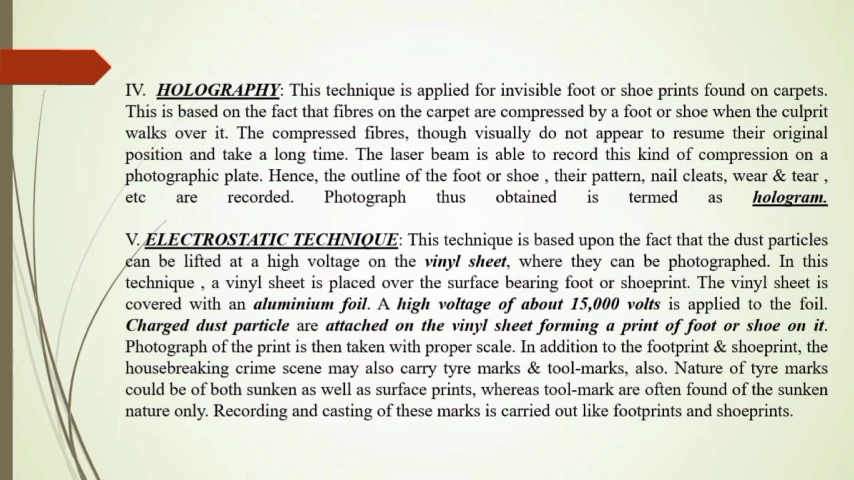 IV. HOLOGRAPHY: This technique is applied for invisible foot or shoe prints found on carpets.
This is based on the fact that fibres on the carpet are compressed by a foot or shoe when the culprit
walks over it. The compressed fibres, though visually do not appear to resume their original
position and take a long time. The laser beam is able to record this kind of compression on a
photographic plate. Hence, the outline of the foot or shoe , their pattern, nail cleats, wear & tear ,
etc are recorded. Photograph thus obtained is termed as hologram.
V. ELECTROSTATIC TECHNIQUE: This technique is based upon the fact that the dust particles
can be lifted at a high voltage on the vinyl sheet, where they can be photographed. In this
technique , a vinyl sheet is placed over the surface bearing foot or shoeprint. The vinyl sheet is
covered with an aluminium foil. A high voltage of about 15,000 volts is applied to the foil.
Charged dust particle are attached on the vinyl sheet forming a print of foot or shoe on it.
Photograph of the print is then taken with proper scale. In addition to the footprint & shoeprint, the
housebreaking crime scene may also carry tyre marks & tool-marks, also. Nature of tyre marks
could be of both sunken as well as surface prints, whereas tool-mark are often found of the sunken
nature only. Recording and casting of these marks is carried out like footprints and shoeprints.